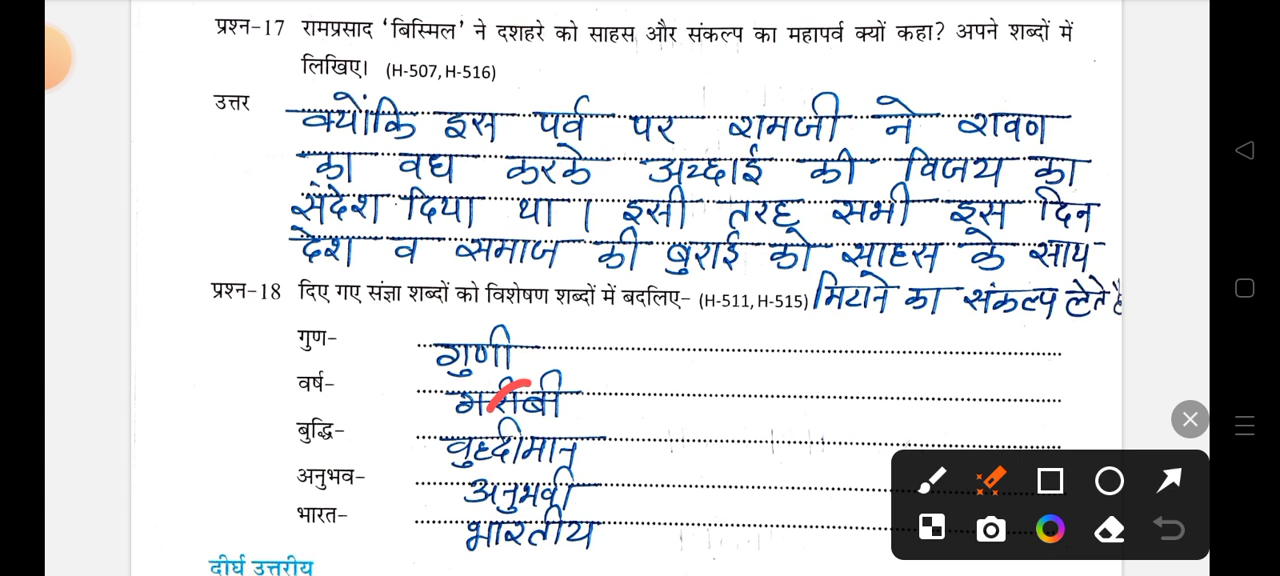 प्रश्न-17 रामप्रसाद 'बिस्मिल' ने दशहरे को साहस और संकल्प का महापर्व क्यों कहा? अपने शब्दों में
लिखिए। (H-507, H-516)
उत्तर क्योंकि इस पर्व पर रामजी ने रावण
का वध करके अच्छाई की विजय का
संदेश दिया था। इसी तरह सभी इस दिन
देश व समाज की बुराई को साहस के साथ
मिटाने का संकल्प लेते है
प्रश्न-18 दिए गए संज्ञा शब्दों को विशेषण शब्दों में बदलिए- (H-511, H-515)
गुण- गुणी
वर्ष- गरीबी
बुद्धि- वुध्दीमान
अनुभव- अनुभवी
भारत- भारतीय
दीर्घ उत्तरीय